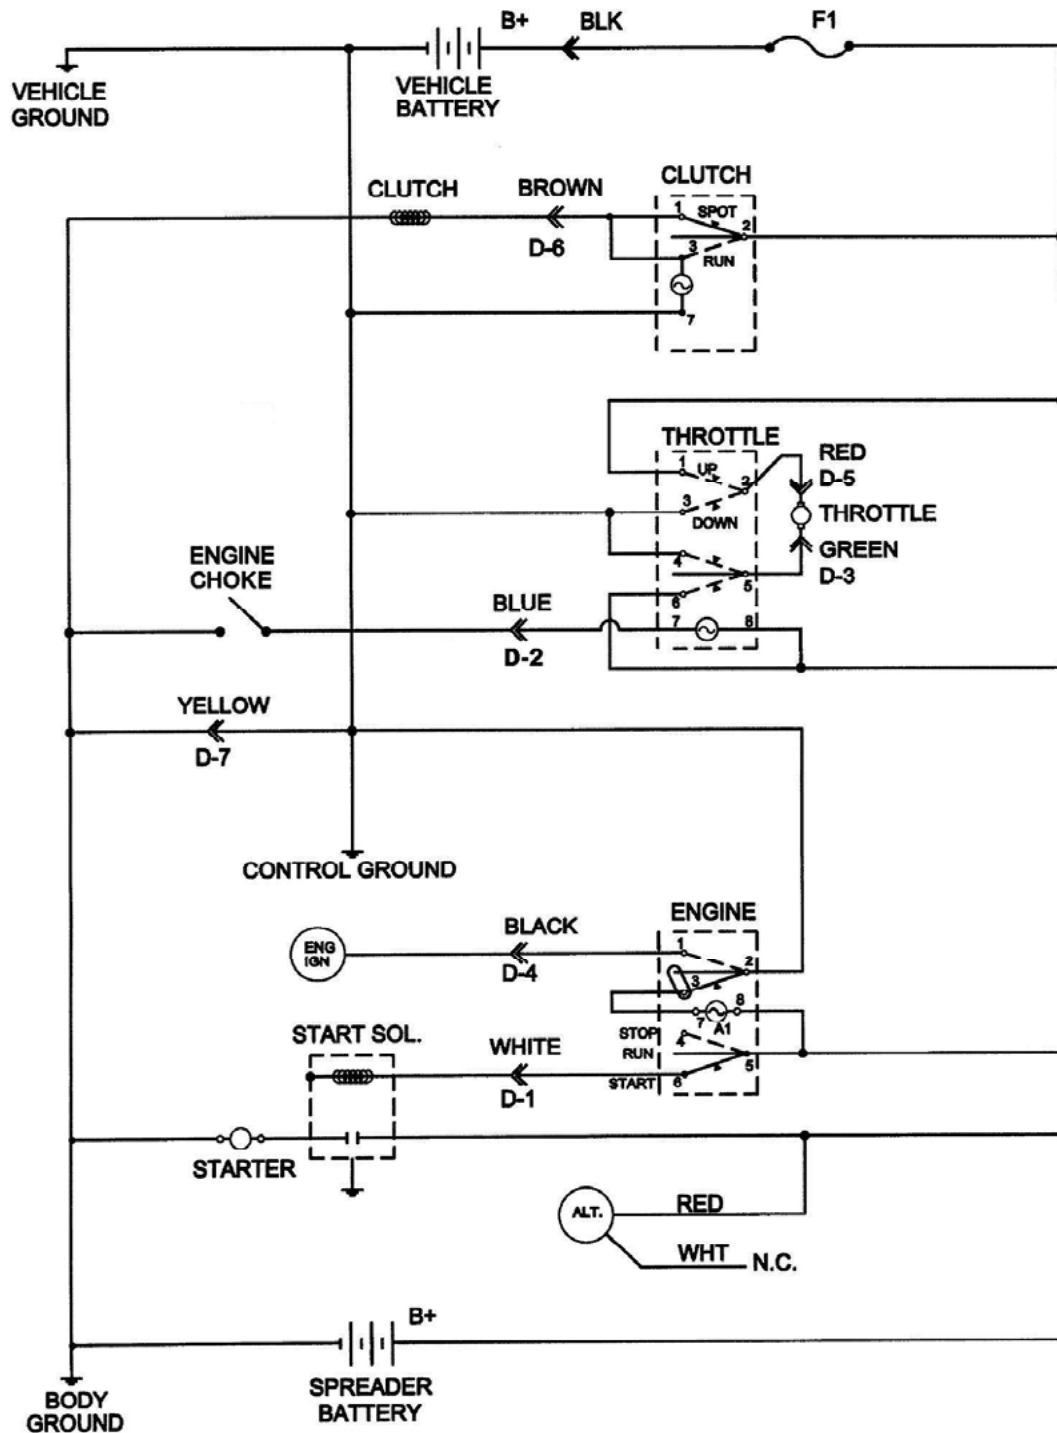 B+
BLK
F1
VEHICLE
GROUND
VEHICLE
BATTERY
CLUTCH
BROWN
D-6
CLUTCH
1
SPOT
2
3
RUN
7
THROTTLE
1
UP
2
3
DOWN
4
5
6
7
8
RED
D-5
THROTTLE
GREEN
D-3
ENGINE
CHOKE
BLUE
D-2
YELLOW
D-7
CONTROL GROUND
ENG
IGN
BLACK
D-4
ENGINE
1
2
3
7
A1
8
STOP
4
RUN
5
START
6
START SOL.
WHITE
D-1
STARTER
ALT.
RED
WHT
N.C.
B+
SPREADER
BATTERY
BODY
GROUND